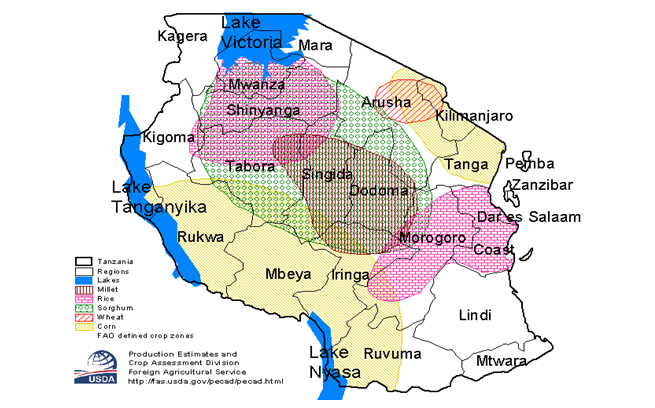 Lake
Victoria
Kagera
Mara
Mwanza
Shinyanga
Arusha
Kilimanjaro
Kigoma
Tabora
Singida
Dodoma
Tanga
Pemba
Zanzibar
Lake
Tanganyika
Rukwa
Dar es Salaam
Morogoro
Coast
Mbeya
Iringa
Lindi
Lake
Nyasa
Ruvuma
Mtwara
Tanzania
Regions
Lakes
Millet
Rice
Sorghum
Wheat
Corn
FAO defined crop zones
USDA
Production Estimates and
Crop Assessment Division
Foreign Agricultural Service
http://fas.usda.gov/pecad/pecad.html